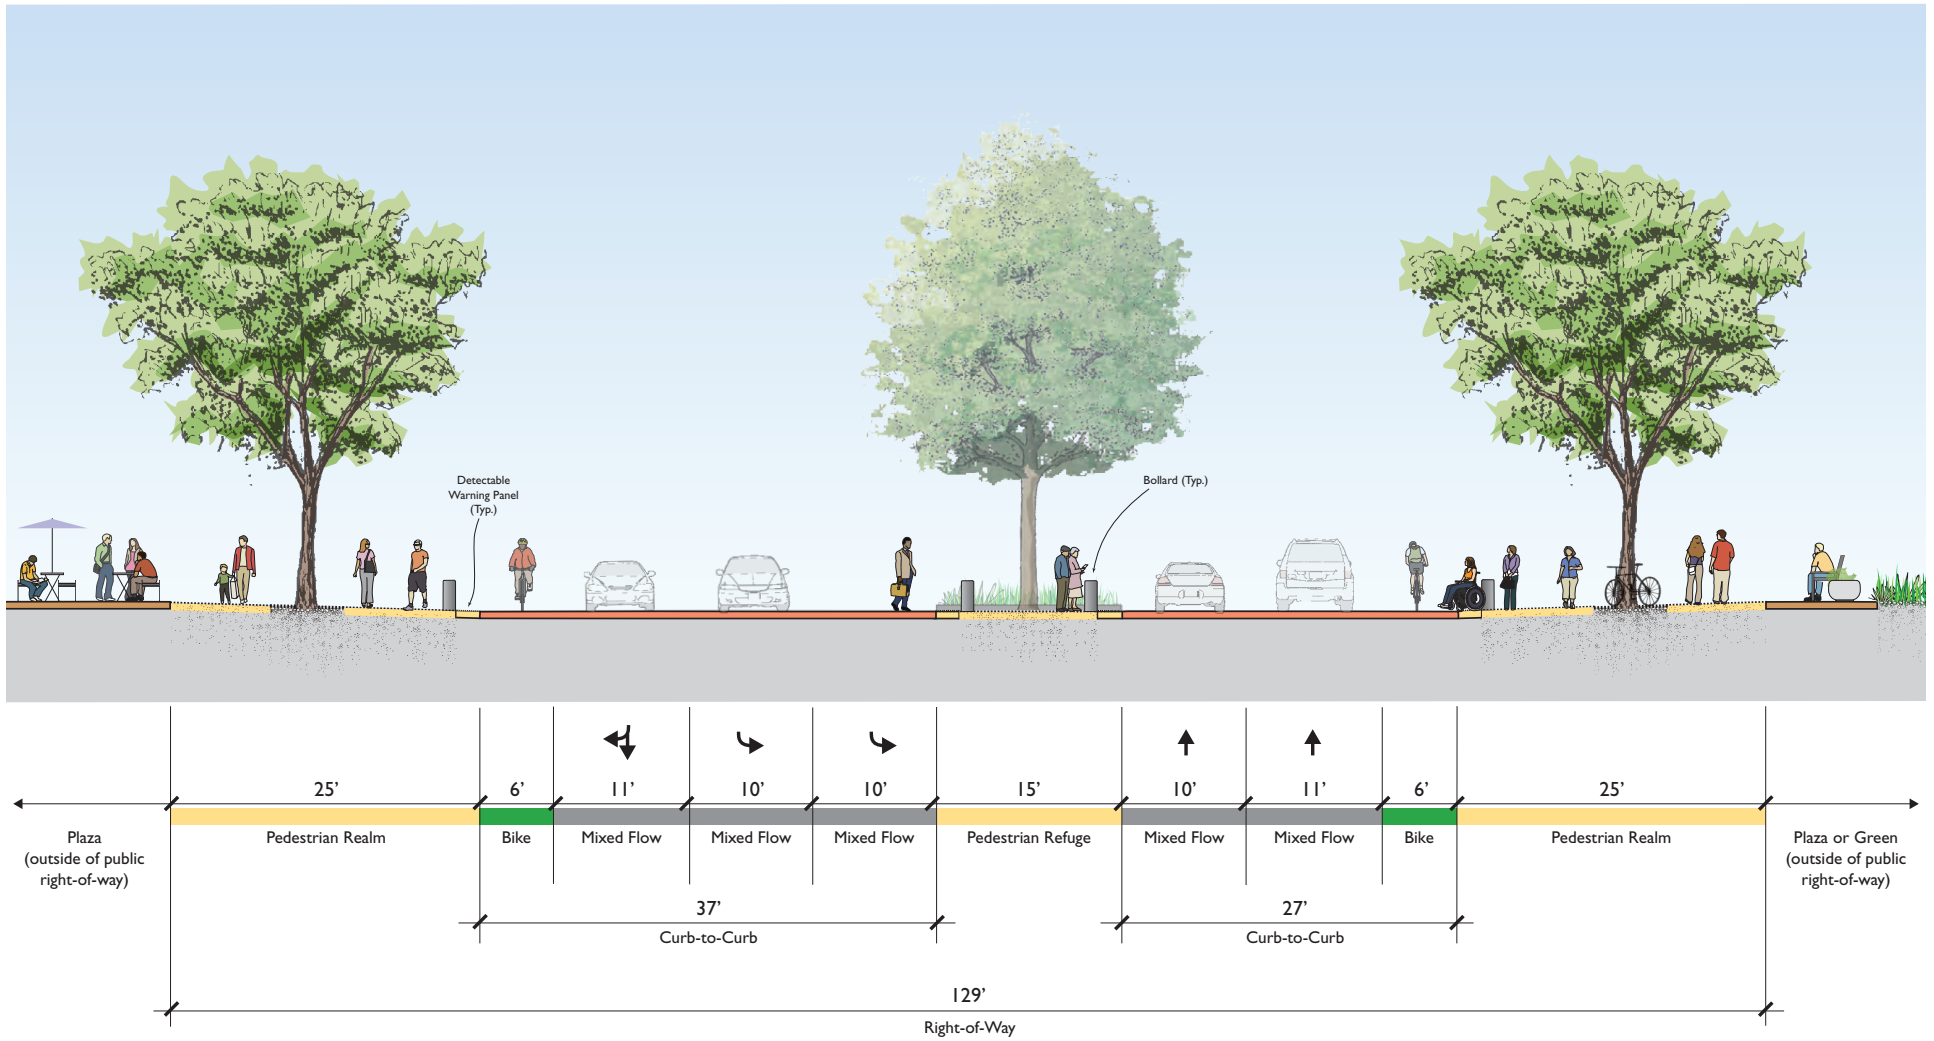 Detectable
Warning Panel
(Typ.)
Bollard (Typ.)
25’ 6’ 11’ 10’ 10’ 15’ 10’ 11’ 6’ 25’
Plaza
(outside of public
right-of-way)
Pedestrian Realm
Bike
Mixed Flow
Mixed Flow
Mixed Flow
Pedestrian Refuge
Mixed Flow
Mixed Flow
Bike
Pedestrian Realm
Plaza or Green
(outside of public
right-of-way)
37’
Curb-to-Curb
27’
Curb-to-Curb
129’
Right-of-Way